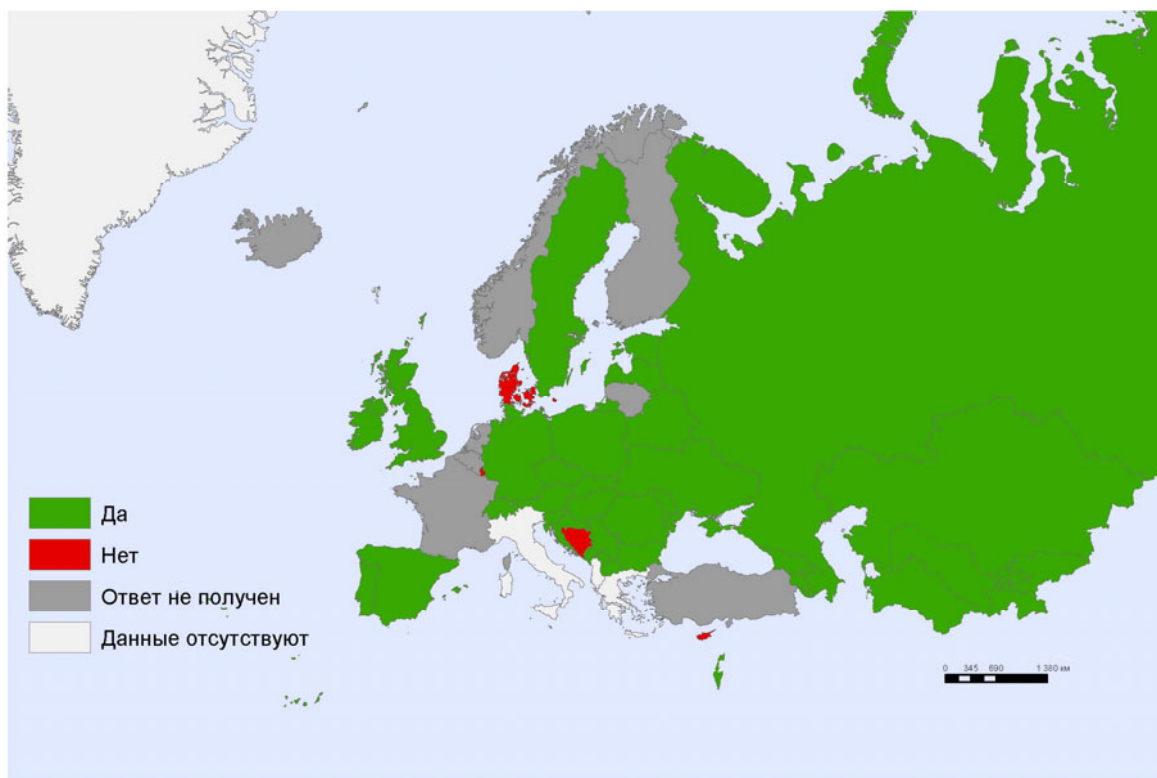 Да
Нет
Ответ не получен
Данные отсутствуют
0 345 690 1 380 км